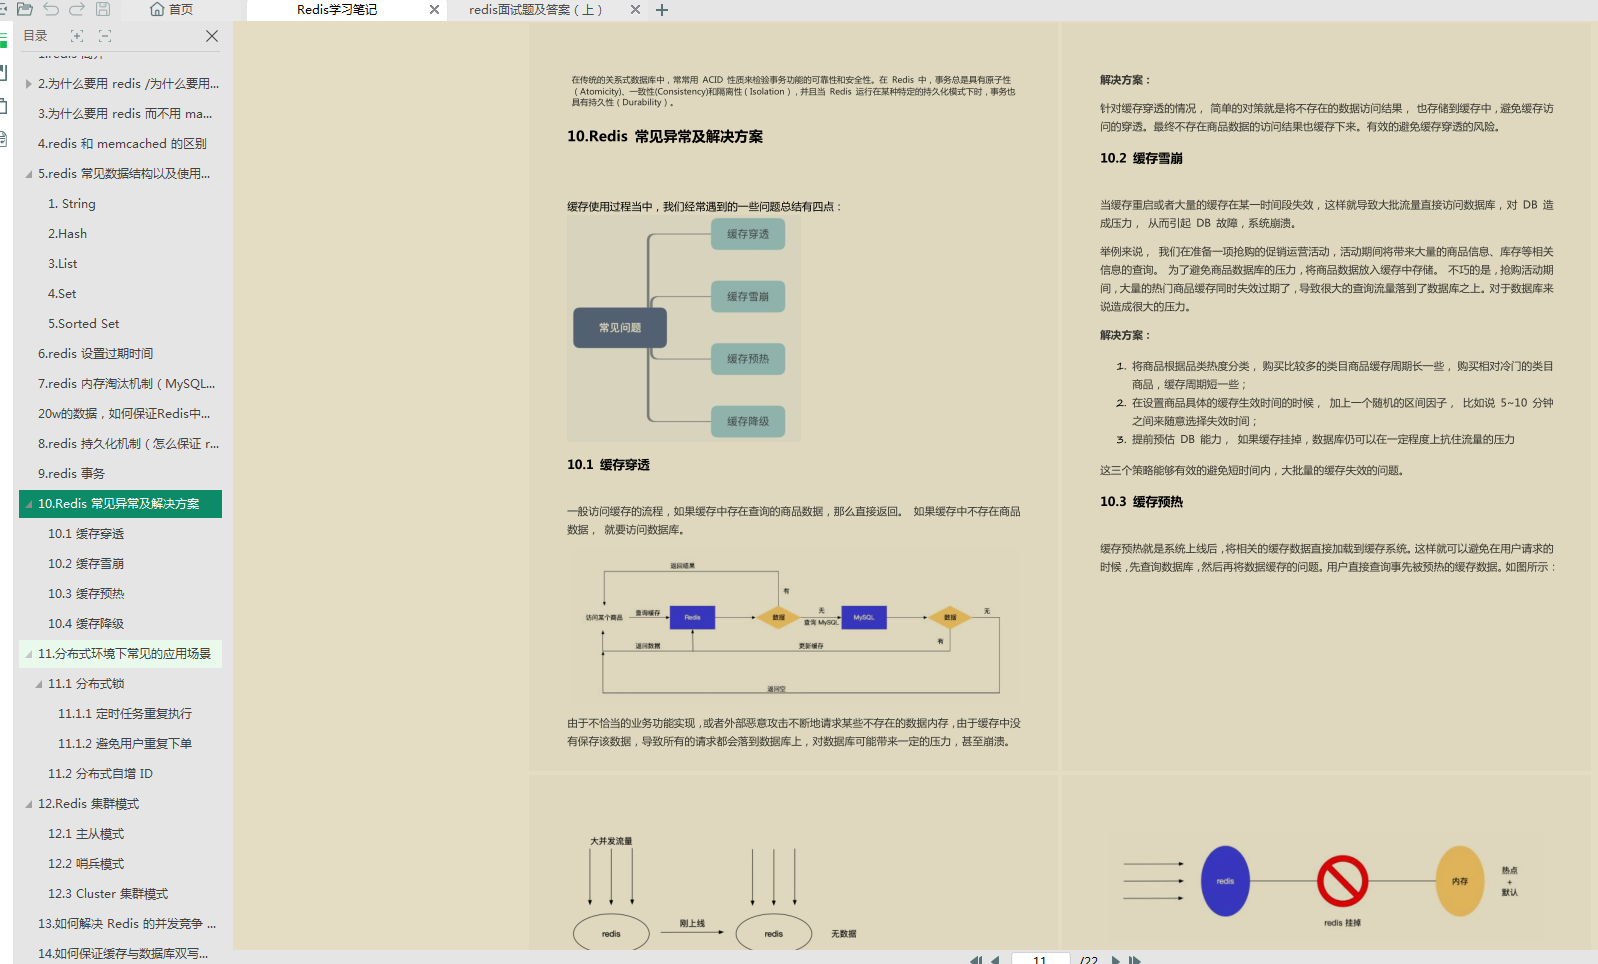 首页
Redis学习笔记
redis面试题及答案（上）
目录
2.为什么要用 redis /为什么要用...
3.为什么要用 redis 而不用 ma...
4.redis 和 memcached 的区别
5.redis 常见数据结构以及使用...
1. String
2.Hash
3.List
4.Set
5.Sorted Set
6.redis 设置过期时间
7.redis 内存淘汰机制（MySQL...
20w的数据，如何保证Redis中...
8.redis 持久化机制（怎么保证 r...
9.redis 事务
10.Redis 常见异常及解决方案
10.1 缓存穿透
10.2 缓存雪崩
10.3 缓存预热
10.4 缓存降级
11.分布式环境下常见的应用场景
11.1 分布式锁
11.1.1 定时任务重复执行
11.1.2 避免用户重复下单
11.2 分布式自增 ID
12.Redis 集群模式
12.1 主从模式
12.2 哨兵模式
12.3 Cluster 集群模式
13.如何解决 Redis 的并发竞争 ...
14.如何保证缓存与数据库双写...
在传统的关系式数据库中，常常用 ACID 性质来检验事务功能的可靠性和安全性。在 Redis 中，事务总是具有原子性
（Atomicity)、一致性(Consistency)和隔离性（Isolation），并且当 Redis 运行在某种特定的持久化模式下时，事务也
具有持久性（Durability）。
10.Redis 常见异常及解决方案
缓存使用过程当中，我们经常遇到的一些问题总结有四点：
常见问题
缓存穿透
缓存雪崩
缓存预热
缓存降级
10.1 缓存穿透
一般访问缓存的流程，如果缓存中存在查询的商品数据，那么直接返回。 如果缓存中不存在商品
数据， 就要访问数据库。
返回结果
有
访问某个商品
查询缓存
Redis
数据
无
查询 MySQL
MySQL
数据
无
有
返回数据
更新缓存
返回空
由于不恰当的业务功能实现，或者外部恶意攻击不断地请求某些不存在的数据内存，由于缓存中没
有保存该数据，导致所有的请求都会落到数据库上，对数据库可能带来一定的压力，甚至崩溃。
解决方案：
针对缓存穿透的情况， 简单的对策就是将不存在的数据访问结果， 也存储到缓存中，避免缓存访
问的穿透。最终不存在商品数据的访问结果也缓存下来。有效的避免缓存穿透的风险。
10.2 缓存雪崩
当缓存重启或者大量的缓存在某一时间段失效，这样就导致大批流量直接访问数据库，对 DB 造
成压力， 从而引起 DB 故障，系统崩溃。
举例来说， 我们在准备一项抢购的促销运营活动，活动期间将带来大量的商品信息、库存等相关
信息的查询。 为了避免商品数据库的压力，将商品数据放入缓存中存储。 不巧的是，抢购活动期
间，大量的热门商品缓存同时失效过期了，导致很大的查询流量落到了数据库之上。对于数据库来
说造成很大的压力。
解决方案：
1. 将商品根据品类热度分类， 购买比较多的类目商品缓存周期长一些， 购买相对冷门的类目
商品，缓存周期短一些；
2. 在设置商品具体的缓存生效时间的时候， 加上一个随机的区间因子， 比如说 5~10 分钟
之间来随意选择失效时间；
3. 提前预估 DB 能力， 如果缓存挂掉，数据库仍可以在一定程度上抗住流量的压力
这三个策略能够有效的避免短时间内，大批量的缓存失效的问题。
10.3 缓存预热
缓存预热就是系统上线后，将相关的缓存数据直接加载到缓存系统。这样就可以避免在用户请求的
时候，先查询数据库，然后再将数据缓存的问题。用户直接查询事先被预热的缓存数据。如图所示：
大并发流量
redis
刚上线
redis
无数据
redis
redis 挂掉
内存
热点
+
默认
11
/22